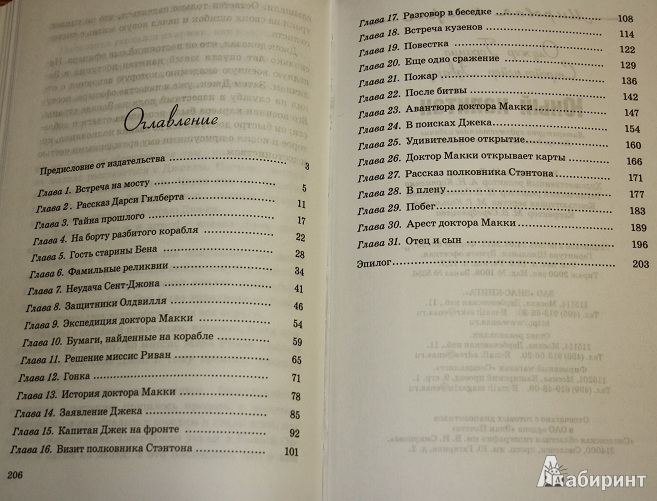 Оглавление
Предисловие от издательства 3
Глава 1. Встреча на мосту 5
Глава 2. Рассказ Дарси Гилберта 11
Глава 3. Тайна прошлого 17
Глава 4. На борту разбитого корабля 22
Глава 5. Гость старины Бена 28
Глава 6. Фамильные реликвии 34
Глава 7. Неудача Сент-Джона 41
Глава 8. Защитники Олдвилля 46
Глава 9. Экспедиция доктора Макки 54
Глава 10. Бумаги, найденные на корабле 59
Глава 11. Решение миссис Риван 65
Глава 12. Гонка 71
Глава 13. История доктора Макки 78
Глава 14. Заявление Джека 85
Глава 15. Капитан Джек на фронте 92
Глава 16. Визит полковника Стэнтона 101
206
Глава 17. Разговор в беседке 108
Глава 18. Встреча кузенов 114
Глава 19. Повестка 122
Глава 20. Еще одно сражение 129
Глава 21. Пожар 136
Глава 22. После битвы 142
Глава 23. Авантюра доктора Макки 147
Глава 24. В поисках Джека 154
Глава 25. Удивительное открытие 160
Глава 26. Доктор Макки открывает карты 166
Глава 27. Рассказ полковника Стэнтона 171
Глава 28. В плену 177
Глава 29. Побег 183
Глава 30. Арест доктора Макки 189
Глава 31. Отец и сын 196
Эпилог 203
Лабиринт